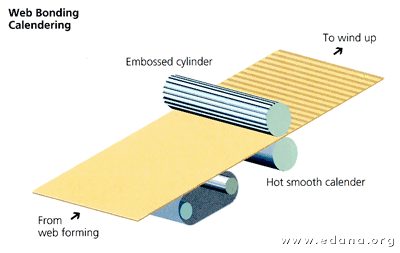 Web Bonding
Calendering
To wind up
Embossed cylinder
Hot smooth calender
From
web forming
www.edana.org